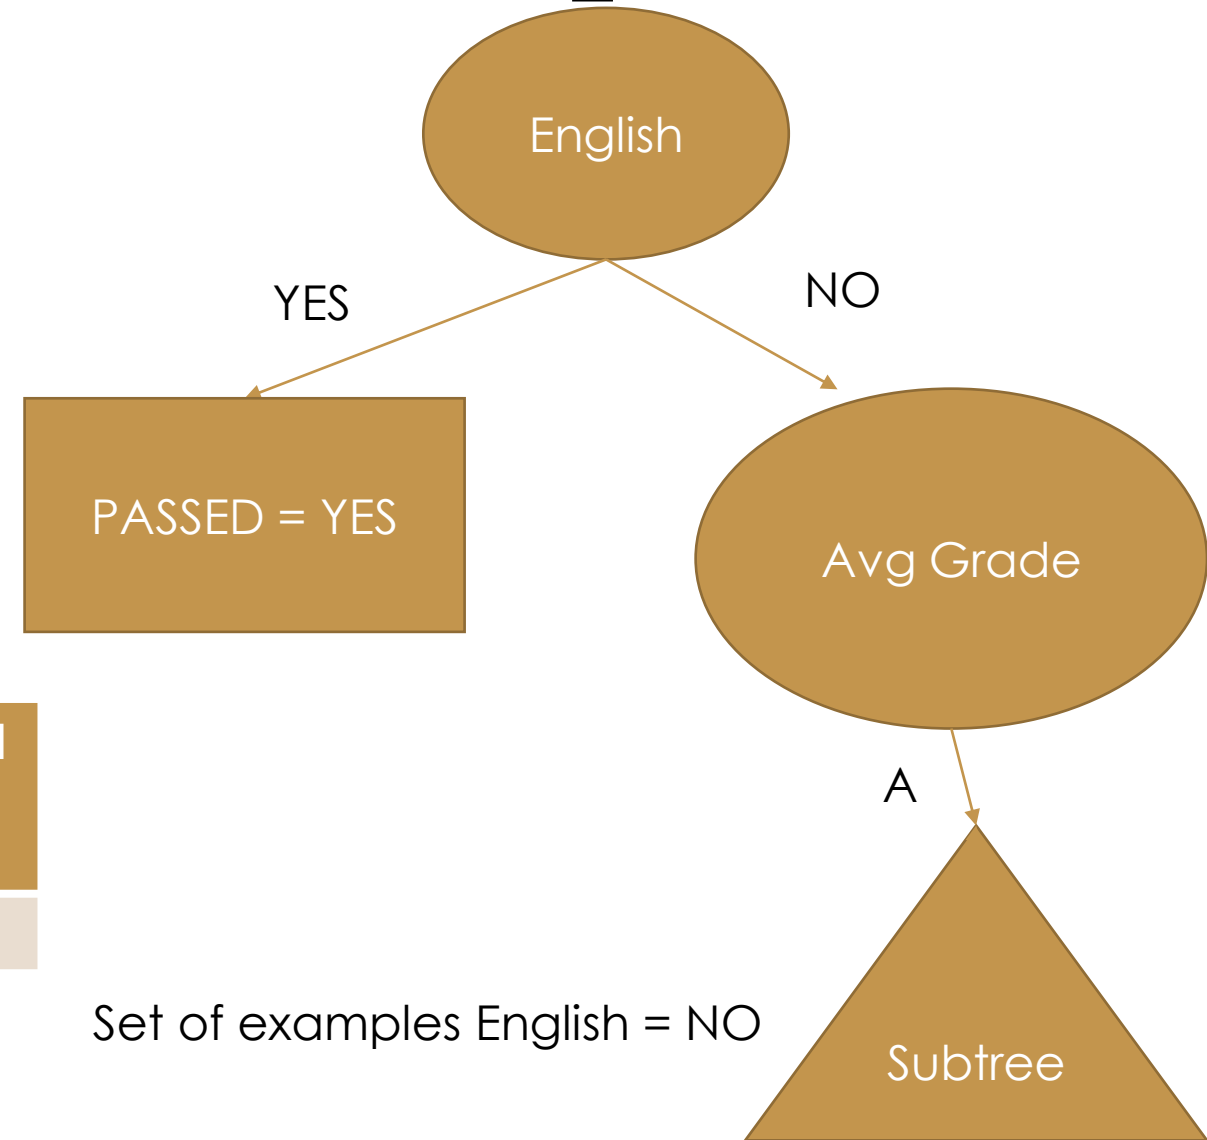 English
YES
NO
PASSED = YES
Avg Grade
A
Set of examples English = NO
Subtree